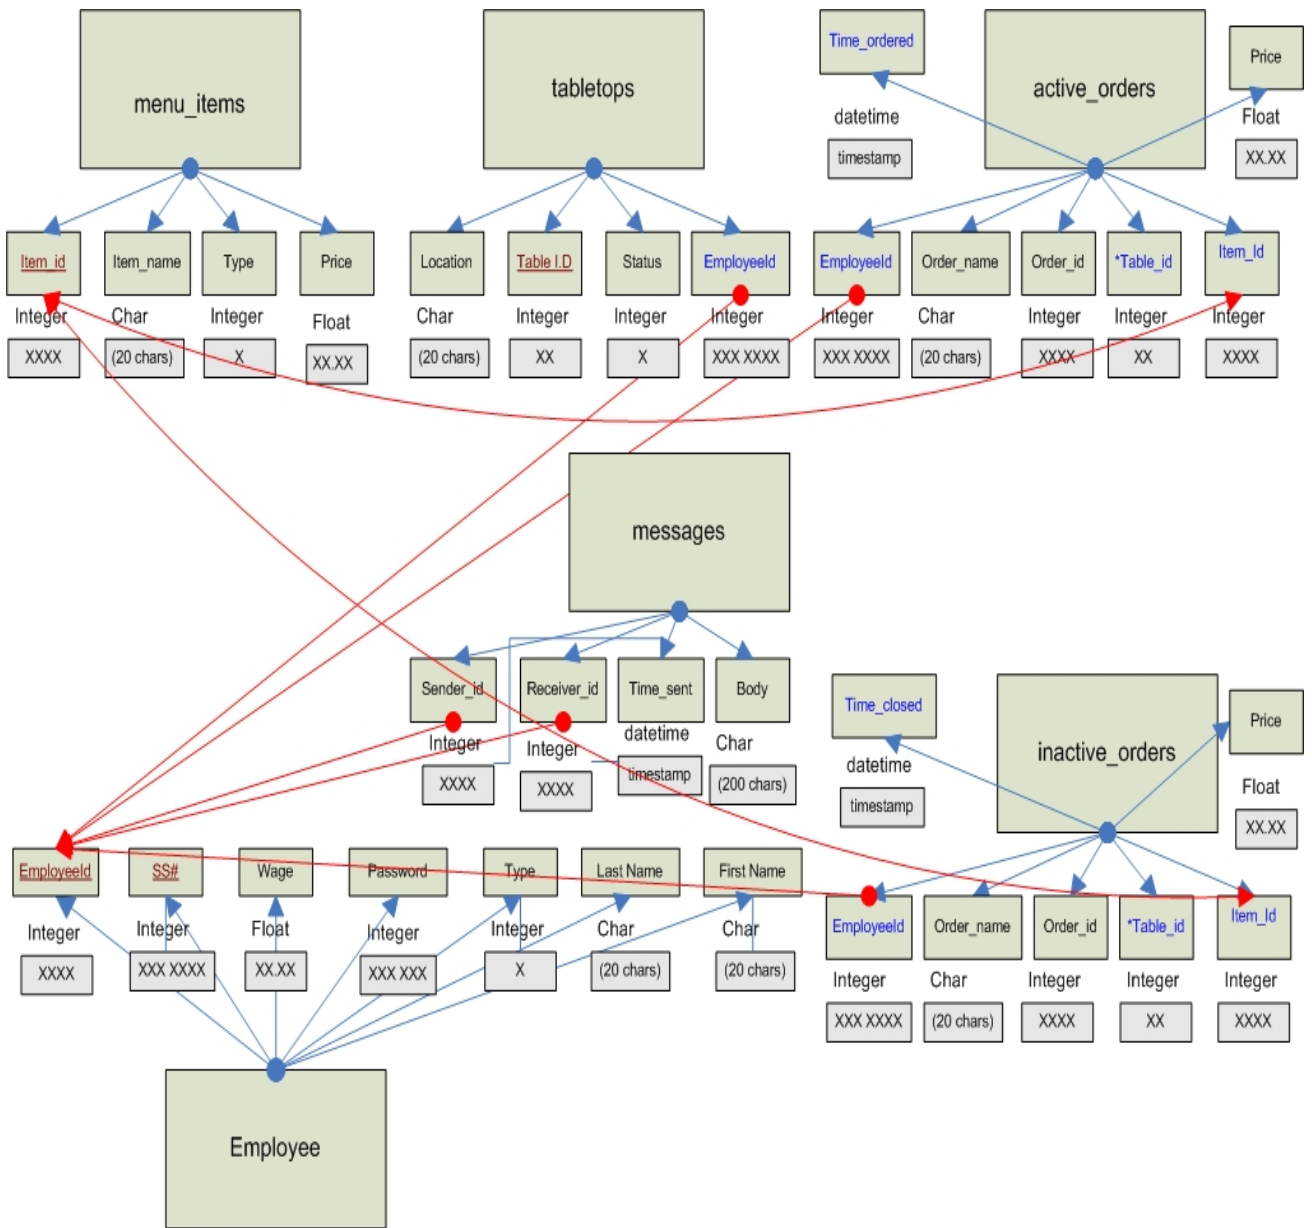 menu_items
tabletops
Time_ordered
active_orders
Price
datetime
timestamp
Float
XX.XX
Item_id
Item_name
Type
Price
Location
Table I.D
Status
EmployeeId
EmployeeId
Order_name
Order_id
*Table_id
Item_Id
Integer
Char
Integer
Float
Char
Integer
Integer
Integer
Integer
Char
Integer
Integer
Integer
XXXX
(20 chars)
X
XX.XX
(20 chars)
XX
X
XXX XXXX
XXX XXXX
(20 chars)
XXXX
XX
XXXX
messages
Sender_id
Receiver_id
Time_sent
Body
Integer
Integer
datetime
Char
XXXX
XXXX
timestamp
(200 chars)
Time_closed
inactive_orders
Price
datetime
timestamp
Float
XX.XX
EmployeeId
SS#
Wage
Password
Type
Last Name
First Name
Integer
Integer
Float
Integer
Integer
Char
Char
XXXX
XXX XXXX
XX.XX
XXX XXX
X
(20 chars)
(20 chars)
EmployeeId
Order_name
Order_id
*Table_id
Item_Id
Integer
Char
Integer
Integer
Integer
XXX XXXX
(20 chars)
XXXX
XX
XXXX
Employee